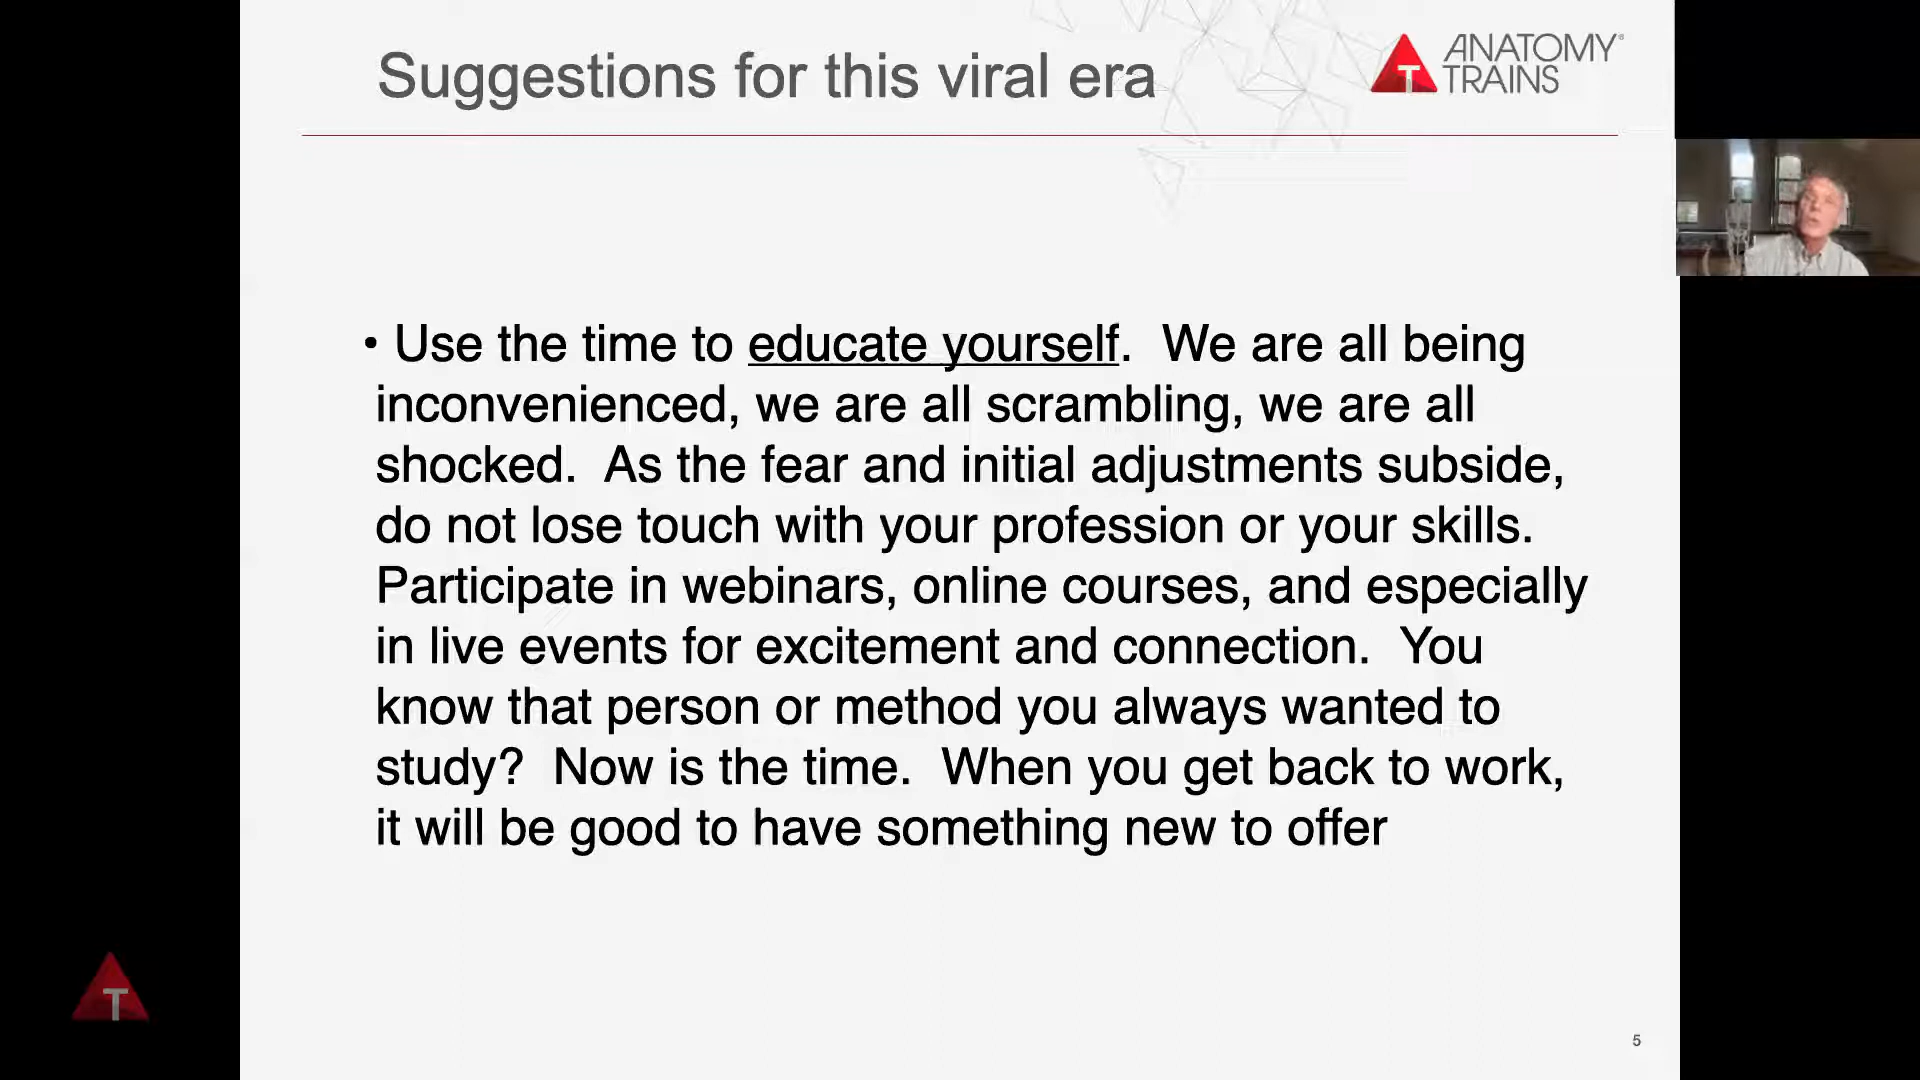 Suggestions for this viral era
ANATOMY®
TRAINS
T
• Use the time to educate yourself.  We are all being
inconvenienced, we are all scrambling, we are all
shocked.  As the fear and initial adjustments subside,
do not lose touch with your profession or your skills.
Participate in webinars, online courses, and especially
in live events for excitement and connection.  You
know that person or method you always wanted to
study?  Now is the time.  When you get back to work,
it will be good to have something new to offer
T
5